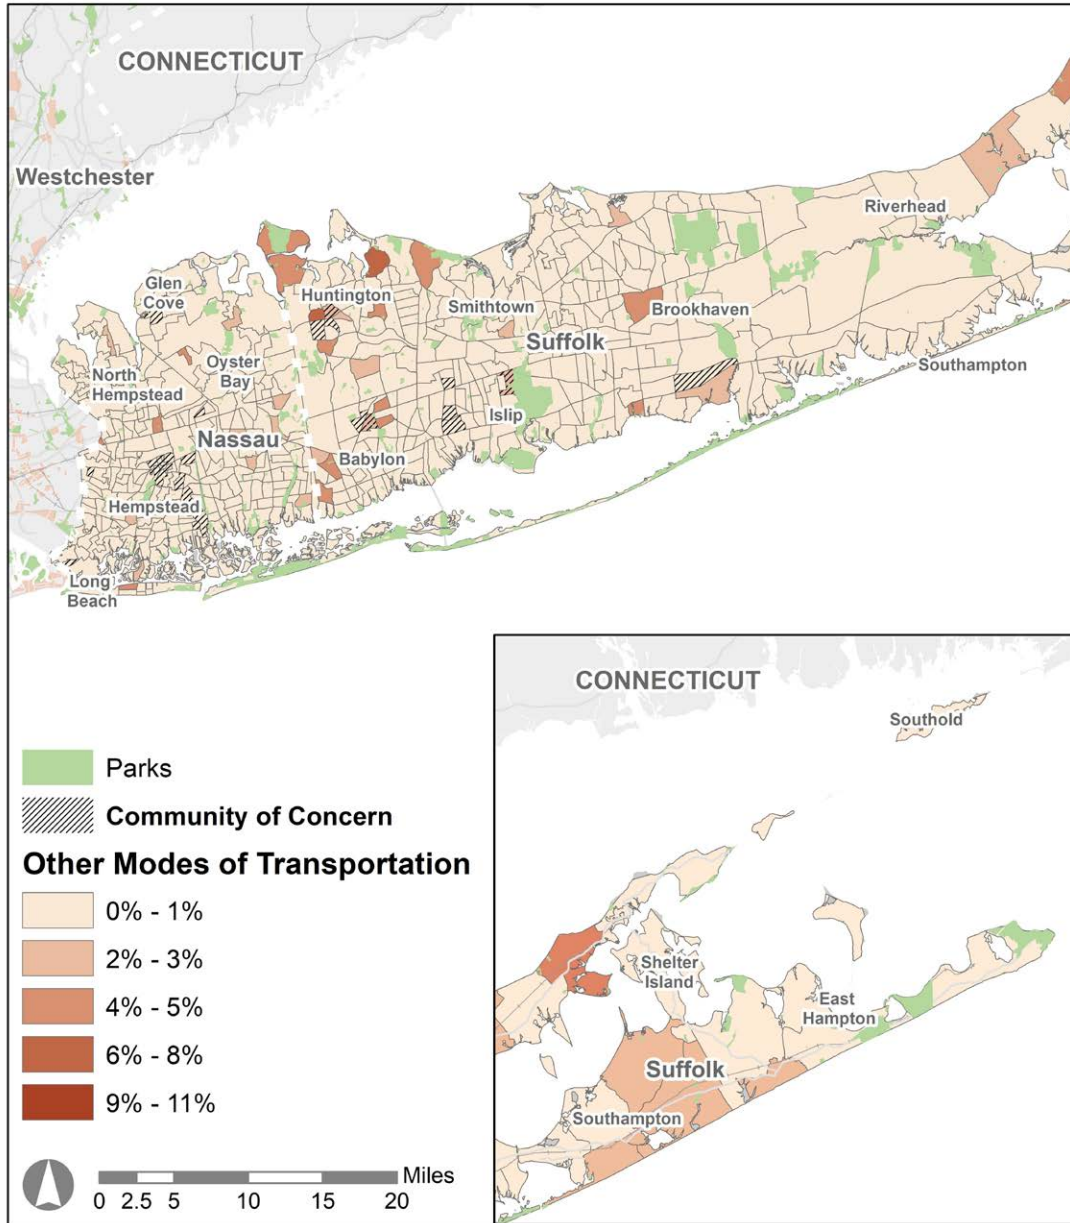 CONNECTICUT
Westchester
Riverhead
Glen
Cove
Huntington
Smithtown
Brookhaven
Suffolk
Oyster
Bay
North
Hempstead
Southampton
Islip
Nassau
Babylon
Hempstead
Long
Beach
CONNECTICUT
Southold
Shelter
Island
East
Hampton
Suffolk
Southampton
Parks
Community of Concern
Other Modes of Transportation
0% - 1%
2% - 3%
4% - 5%
6% - 8%
9% - 11%
Miles
0 2.5 5 10 15 20